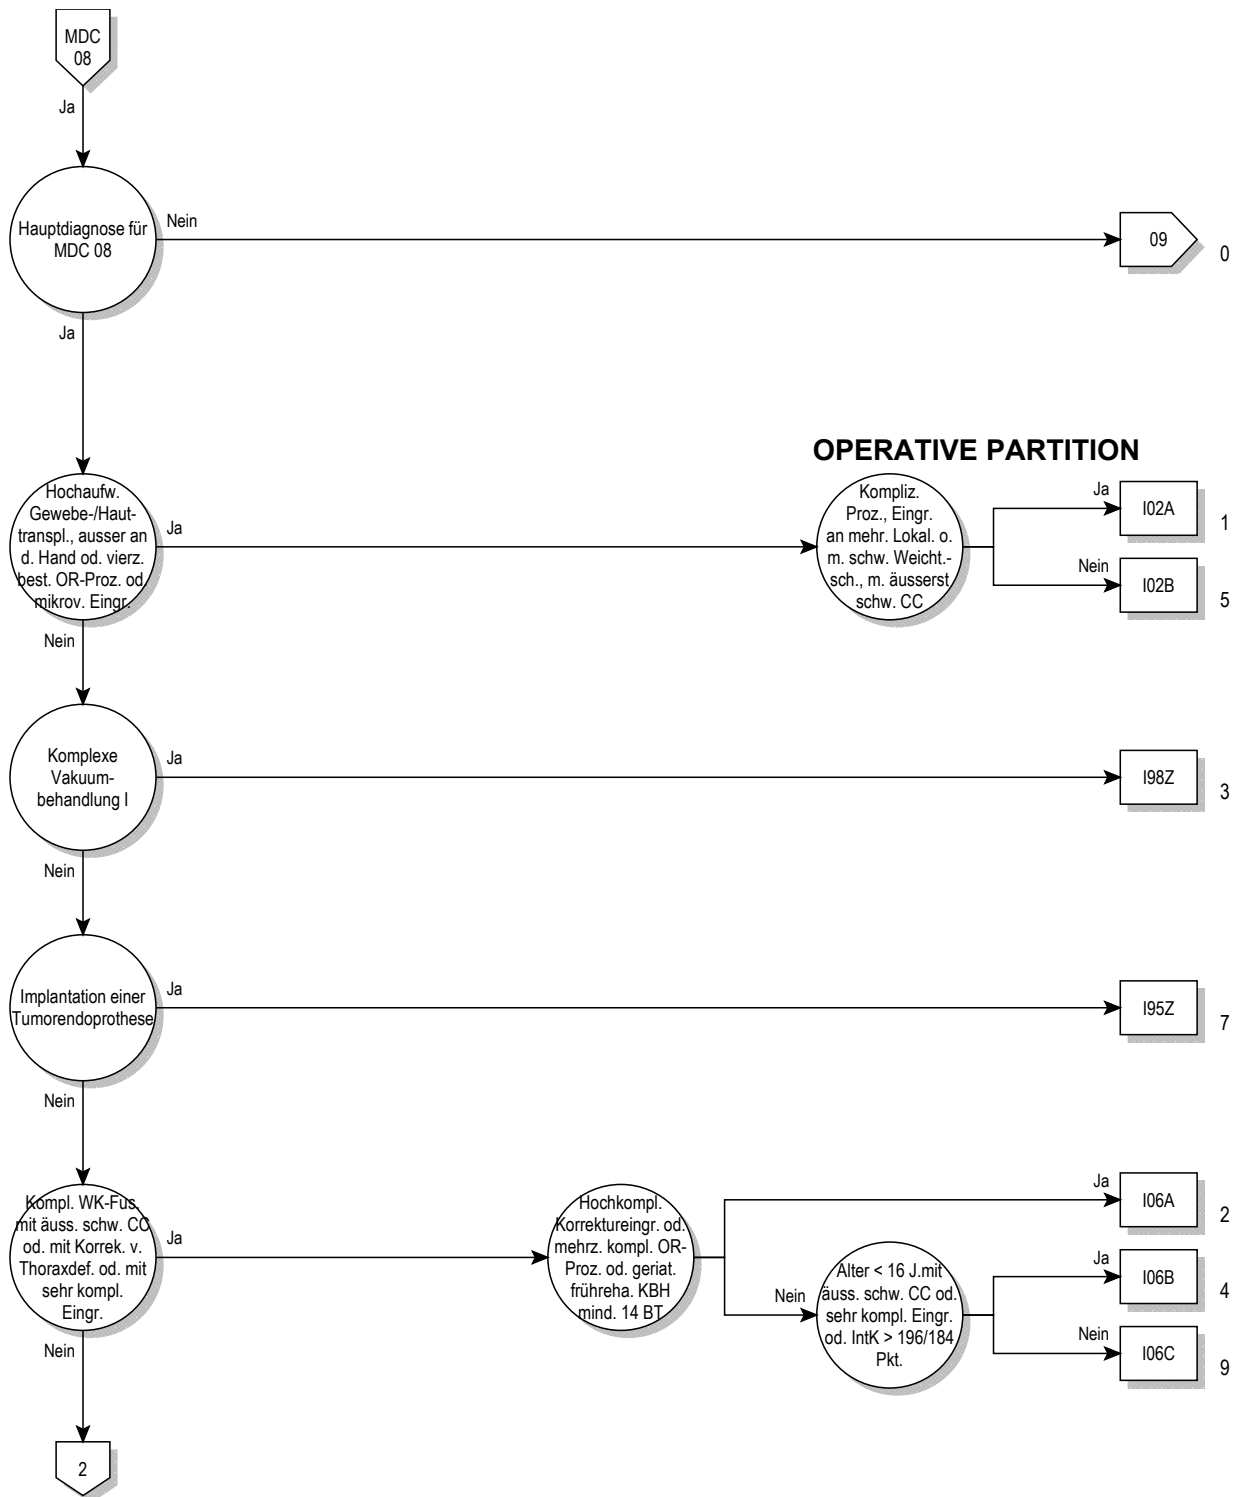 MDC
08
Ja
Hauptdiagnose für
MDC 08
Nein
09
0
Ja
OPERATIVE PARTITION
Hochaufw.
Gewebe-/Haut-
transpl., ausser an
d. Hand od. vierz.
best. OR-Proz. od.
mikrov. Eingr.
Ja
Kompliz.
Proz., Eingr.
an mehr. Lokal. o.
m. schw. Weicht.-
sch., m. äusserst
schw. CC
Ja
I02A
1
Nein
I02B
5
Nein
Komplexe
Vakuum-
behandlung I
Ja
I98Z
3
Nein
Implantation einer
Tumorendoprothese
Ja
I95Z
7
Nein
Kompl. WK-Fus.
mit äuss. schw. CC
od. mit Korrek. v.
Thoraxdef. od. mit
sehr kompl.
Eingr.
Ja
Hochkompl.
Korrektureingr. od.
mehrz. kompl. OR-
Proz. od. geriat.
frühreha. KBH
mind. 14 BT
Ja
I06A
2
Nein
Alter < 16 J.mit
äuss. schw. CC od.
sehr kompl. Eingr.
od. IntK > 196/184
Pkt.
Ja
I06B
4
Nein
I06C
9
Nein
2